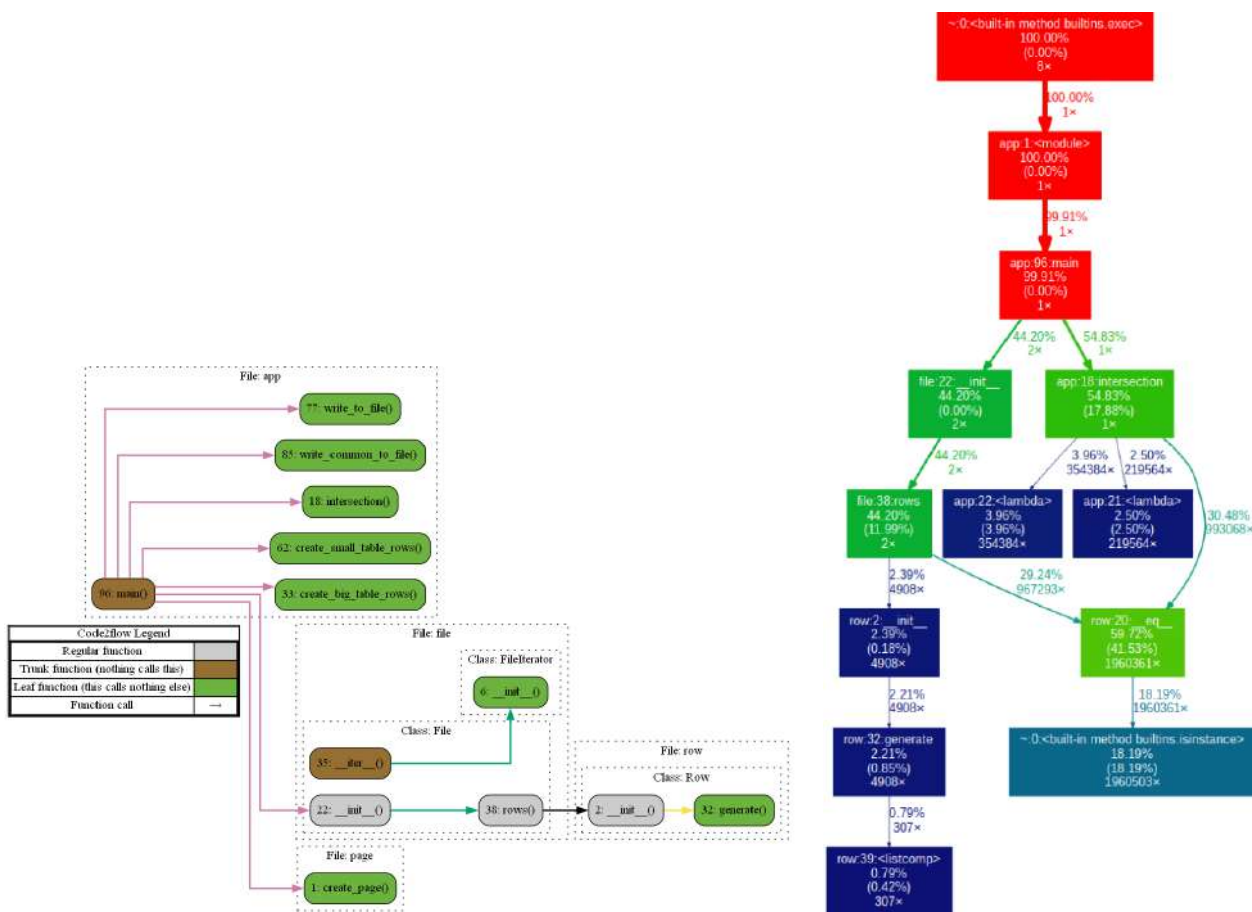 File: app
77: write_to_file()
85: write_common_to_file()
18: intersection()
62: create_small_table_rows()
96: main()
33: create_big_table_rows()
Code2flow Legend
Regular function
Trunk function (nothing calls this)
Leaf function (this calls nothing else)
Function call →
File: file
Class: FileIterator
6: __init__()
Class: File
35: __iter__()
22: __init__()
38: rows()
File: row
Class: Row
2: __init__()
32: generate()
File: page
1: create_page()
~:0:<built-in method builtins.exec>
100.00%
(0.00%)
8×
100.00%
1×
app:1:<module>
100.00%
(0.00%)
1×
99.91%
1×
app:96:main
99.91%
(0.00%)
1×
44.20%
2×
54.83%
1×
file:22:__init__
44.20%
(0.00%)
2×
app:18:intersection
54.83%
(17.88%)
1×
44.20%
2×
3.96%
354384×
2.50%
219564×
file:38:rows
44.20%
(11.99%)
2×
app:22:<lambda>
3.96%
(3.96%)
354384×
app:21:<lambda>
2.50%
(2.50%)
219564×
30.48%
993068×
2.39%
4908×
29.24%
967293×
row:2:__init__
2.39%
(0.18%)
4908×
row:20:__eq__
59.72%
(41.53%)
1960361×
2.21%
4908×
18.19%
1960361×
row:32:generate
2.21%
(0.85%)
4908×
~:0:<built-in method builtins.isinstance>
18.19%
(18.19%)
1960503×
0.79%
307×
row:39:<listcomp>
0.79%
(0.42%)
307×